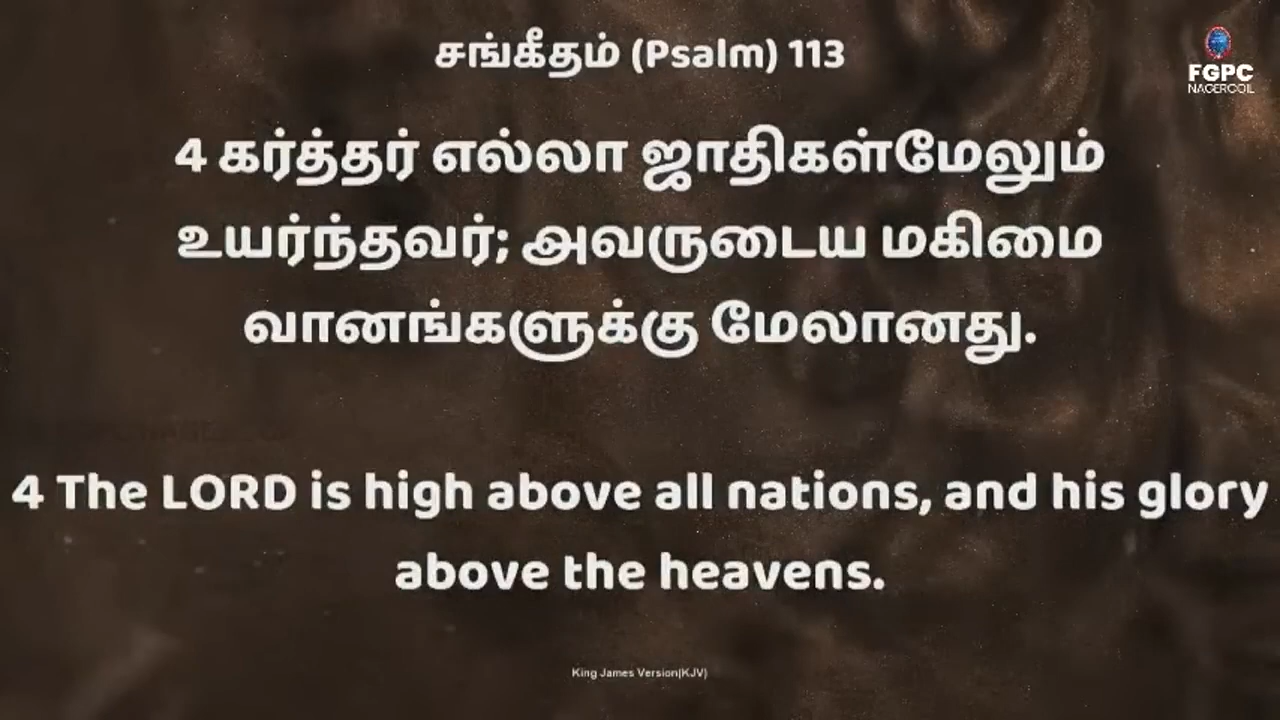 சங்கீதம் (Psalm) 113
FGPC
NAGERCOIL
4 கர்த்தர் எல்லா ஜாதிகள்மேலும்
உயர்ந்தவர்; அவருடைய மகிமை
வானங்களுக்கு மேலானது.
4 The LORD is high above all nations, and his glory
above the heavens.
King James Version(KJV)